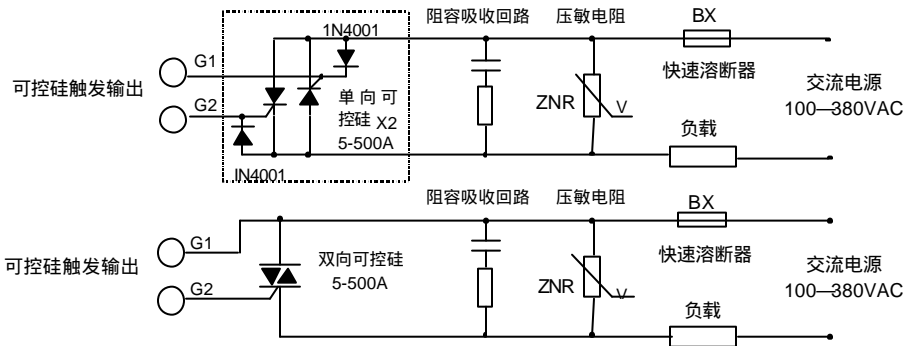 阻容吸收回路 压敏电阻 BX
1N4001
G1
快速溶断器
可控硅触发输出
交流电源
100—380VAC
G2
单向可
控硅 X2
5-500A
ZNR
V
负载
IN4001
阻容吸收回路 压敏电阻 BX
G1
快速溶断器
可控硅触发输出
双向可控硅
5-500A
交流电源
100—380VAC
G2
ZNR
V
负载